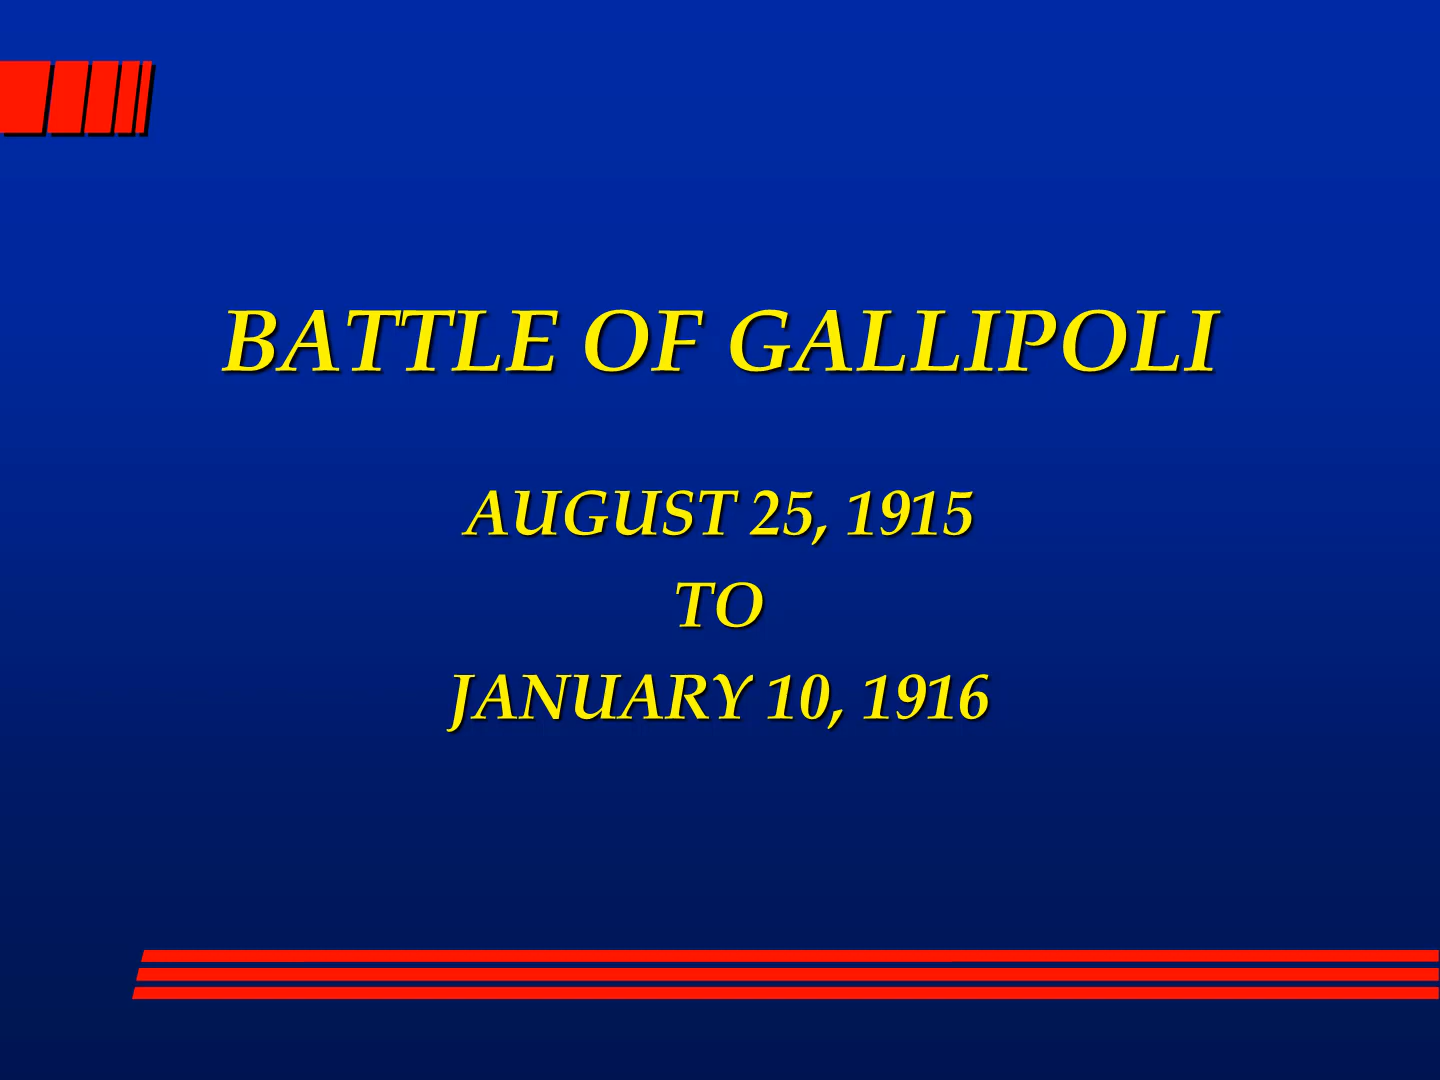 BATTLE OF GALLIPOLI
AUGUST 25, 1915
TO
JANUARY 10, 1916